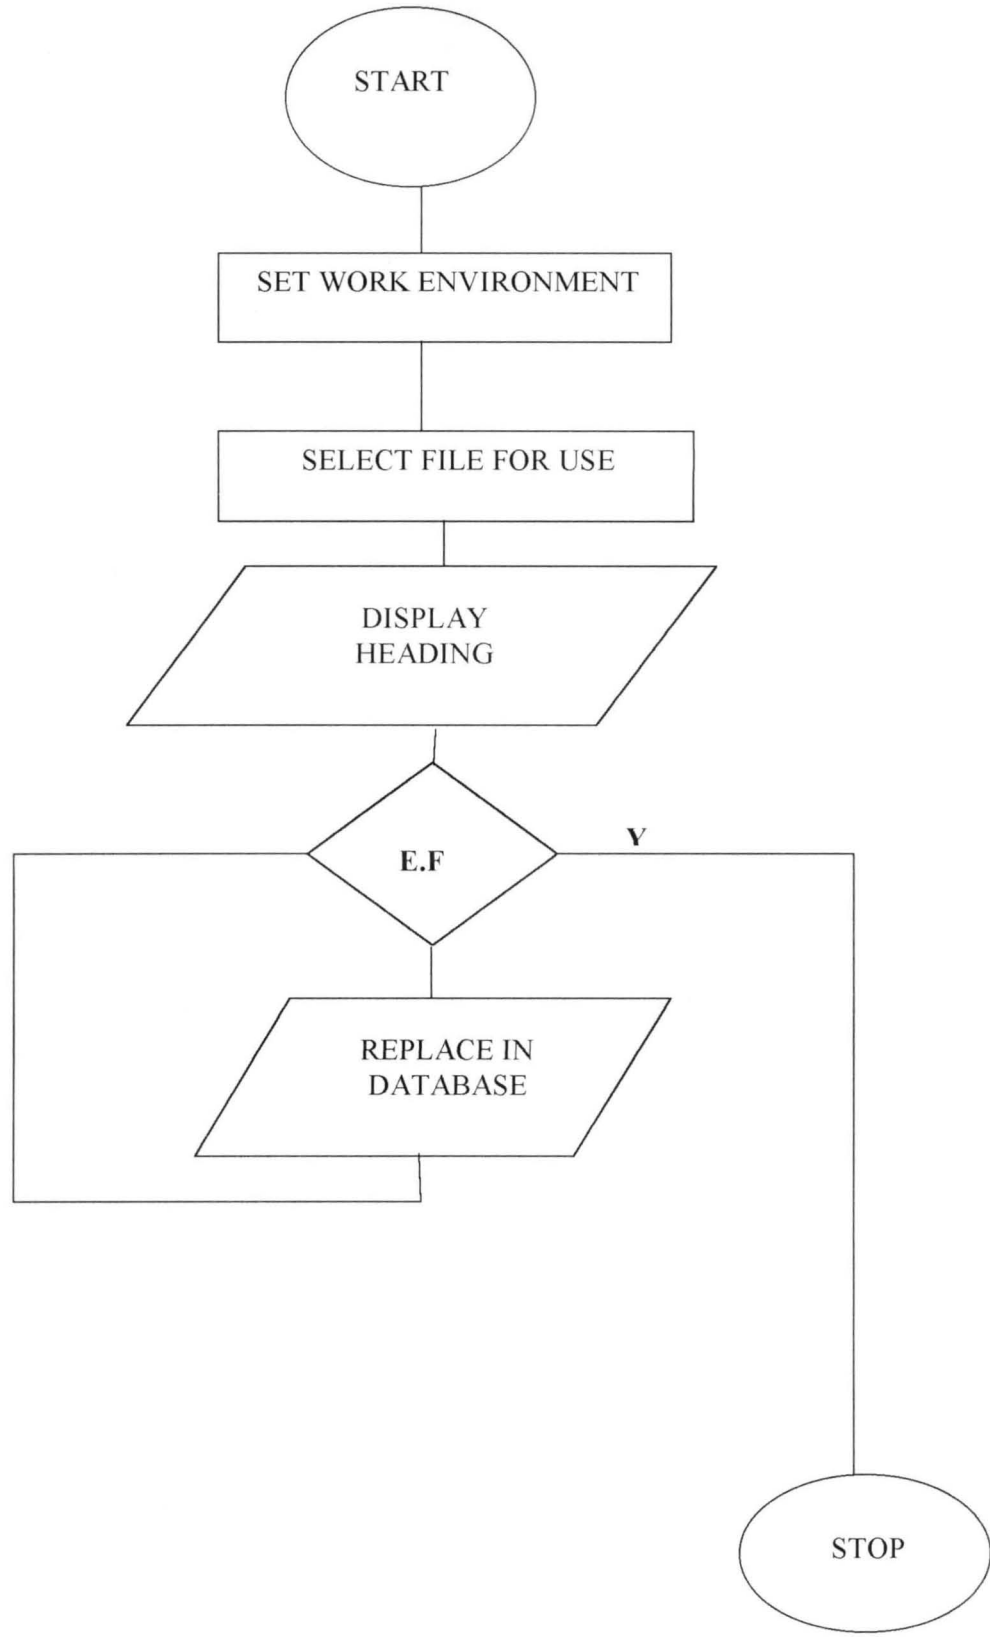 START
SET WORK ENVIRONMENT
SELECT FILE FOR USE
DISPLAY
HEADING
Y
E.F
REPLACE IN
DATABASE
STOP